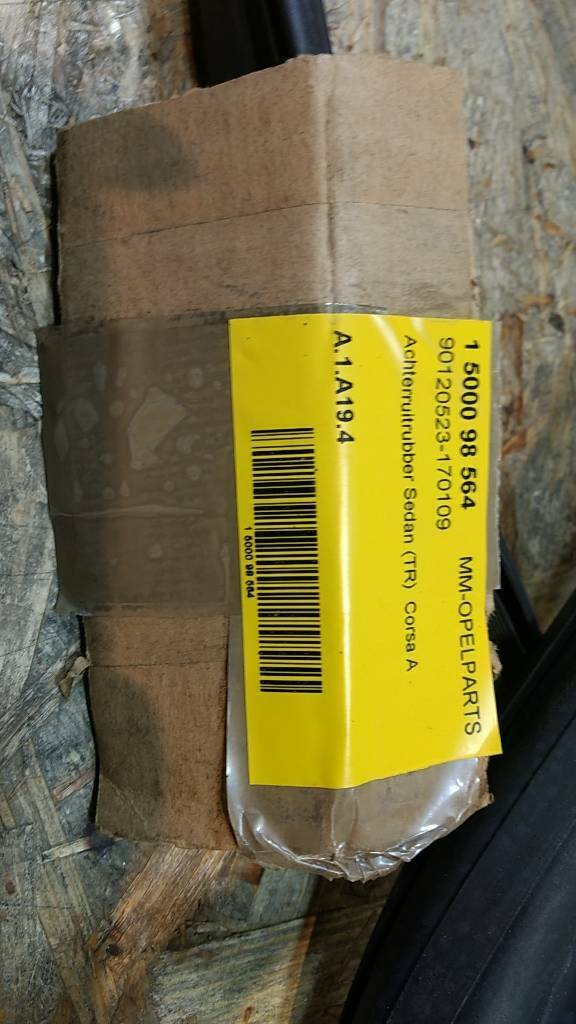 1 5000 98 564 MM-OPELPARTS
90120523-170109
Achterruitrubber Sedan (TR) Corsa A
A.1.A19.4
1 5000 98 564